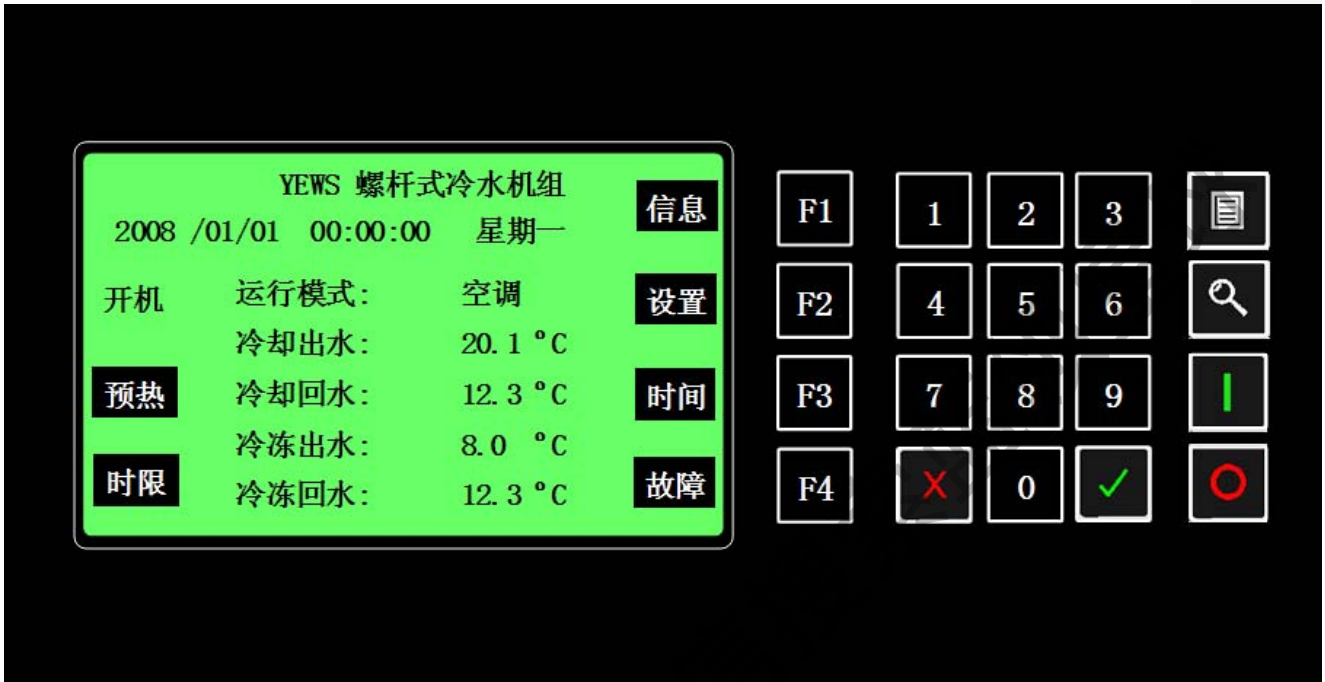 YEWS 螺杆式冷水机组
信息
2008 /01/01 00:00:00 星期一
开机 运行模式: 空调 设置
冷却出水: 20.1 °C
预热 冷却回水: 12.3 °C 时间
冷冻出水: 8.0 °C
时限 冷冻回水: 12.3 °C 故障
F1 1 2 3
F2 4 5 6
F3 7 8 9
F4 X 0